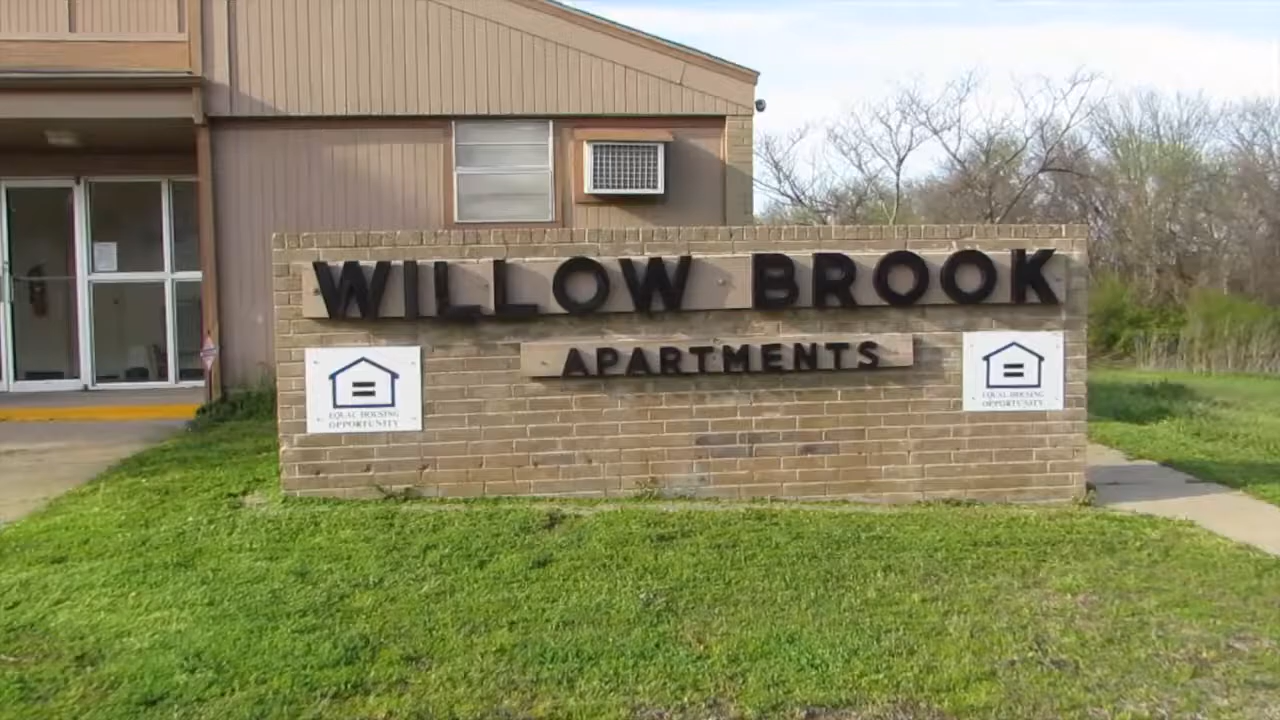 WILLOW BROOK
APARTMENTS
EQUAL HOUSING
OPPORTUNITY
EQUAL HOUSING
OPPORTUNITY